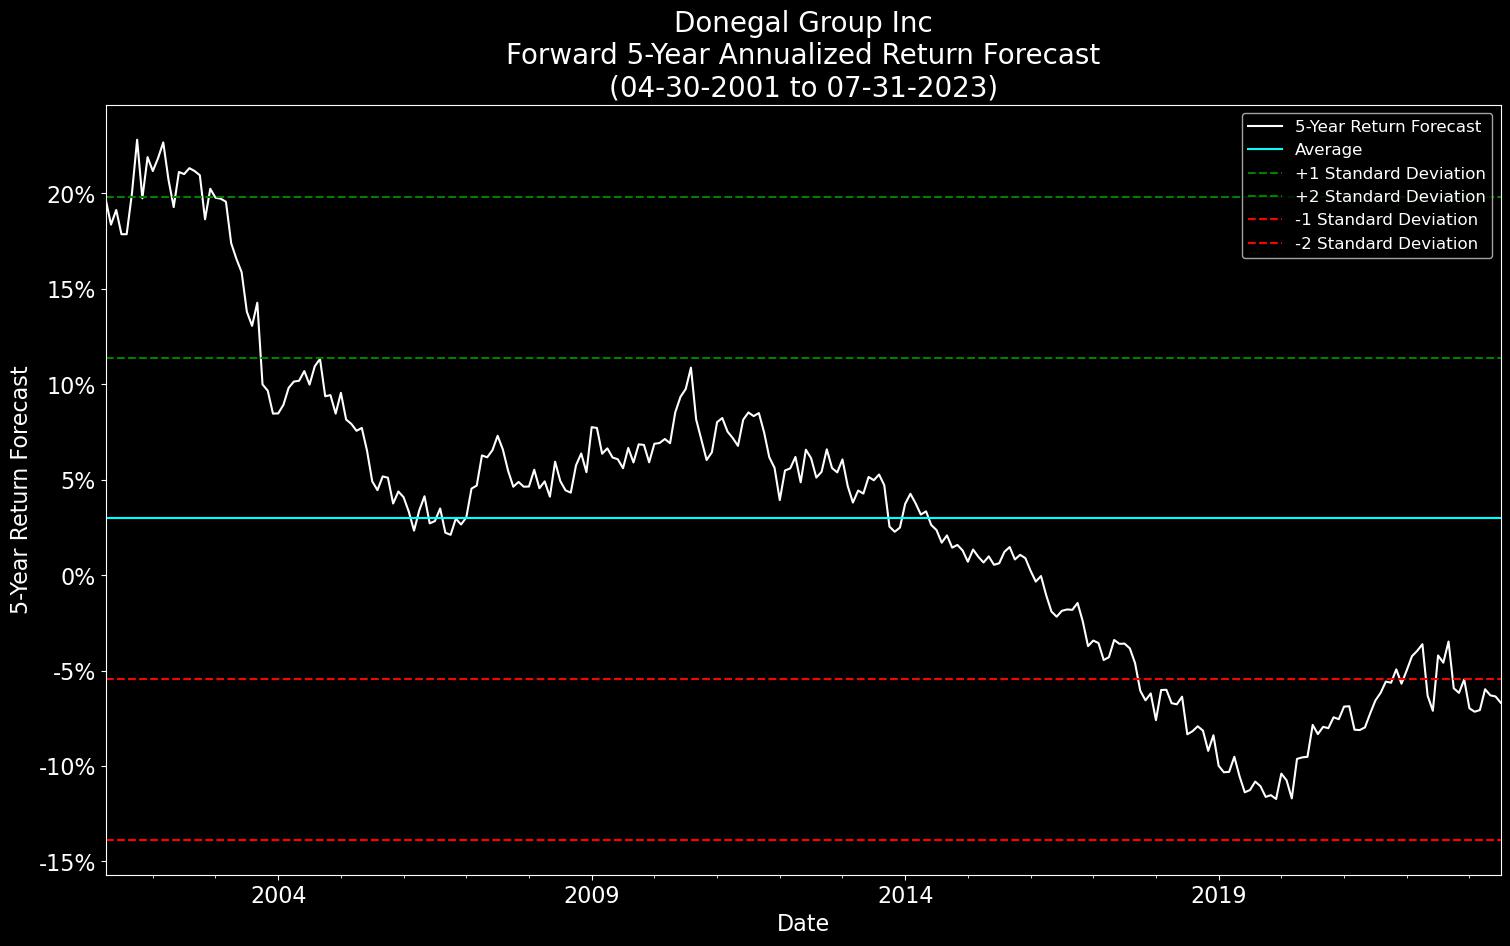 Donegal Group Inc
Forward 5-Year Annualized Return Forecast
(04-30-2001 to 07-31-2023)
5-Year Return Forecast
Average
+1 Standard Deviation
+2 Standard Deviation
-1 Standard Deviation
-2 Standard Deviation
5-Year Return Forecast
20%
15%
10%
5%
0%
-5%
-10%
-15%
2004
2009
2014
2019
Date